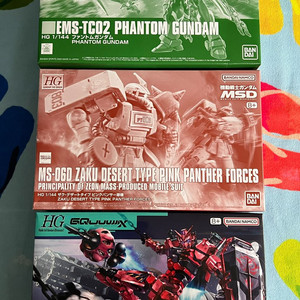 EMS-TC02 PHANTOM GUNDAM
HG 1/144 ファントムガンダム
PHANTOM GUNDAM
BANDAI
HG
BANDAI NAMCO
機動戦士ガンダム
MSD
8+
MS-06D ZAKU DESERT TYPE PINK PANTHER FORCES
PRINCIPALITY OF ZEON MASS-PRODUCED MOBILE SUIT
HG 1/144 ザク・デザートタイプ ピンク・パンサー部隊
ZAKU DESERT TYPE PINK PANTHER FORCES
BANDAI
HG
GQuuuuuuX
BANDAI NAMCO
8+